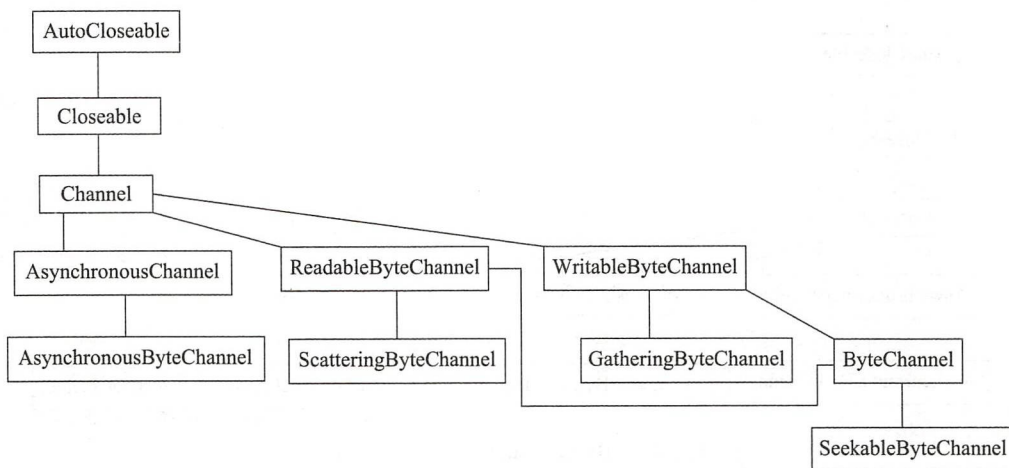 AutoCloseable
Closeable
Channel
AsynchronousChannel
ReadableByteChannel
WritableByteChannel
AsynchronousByteChannel
ScatteringByteChannel
GatheringByteChannel
ByteChannel
SeekableByteChannel